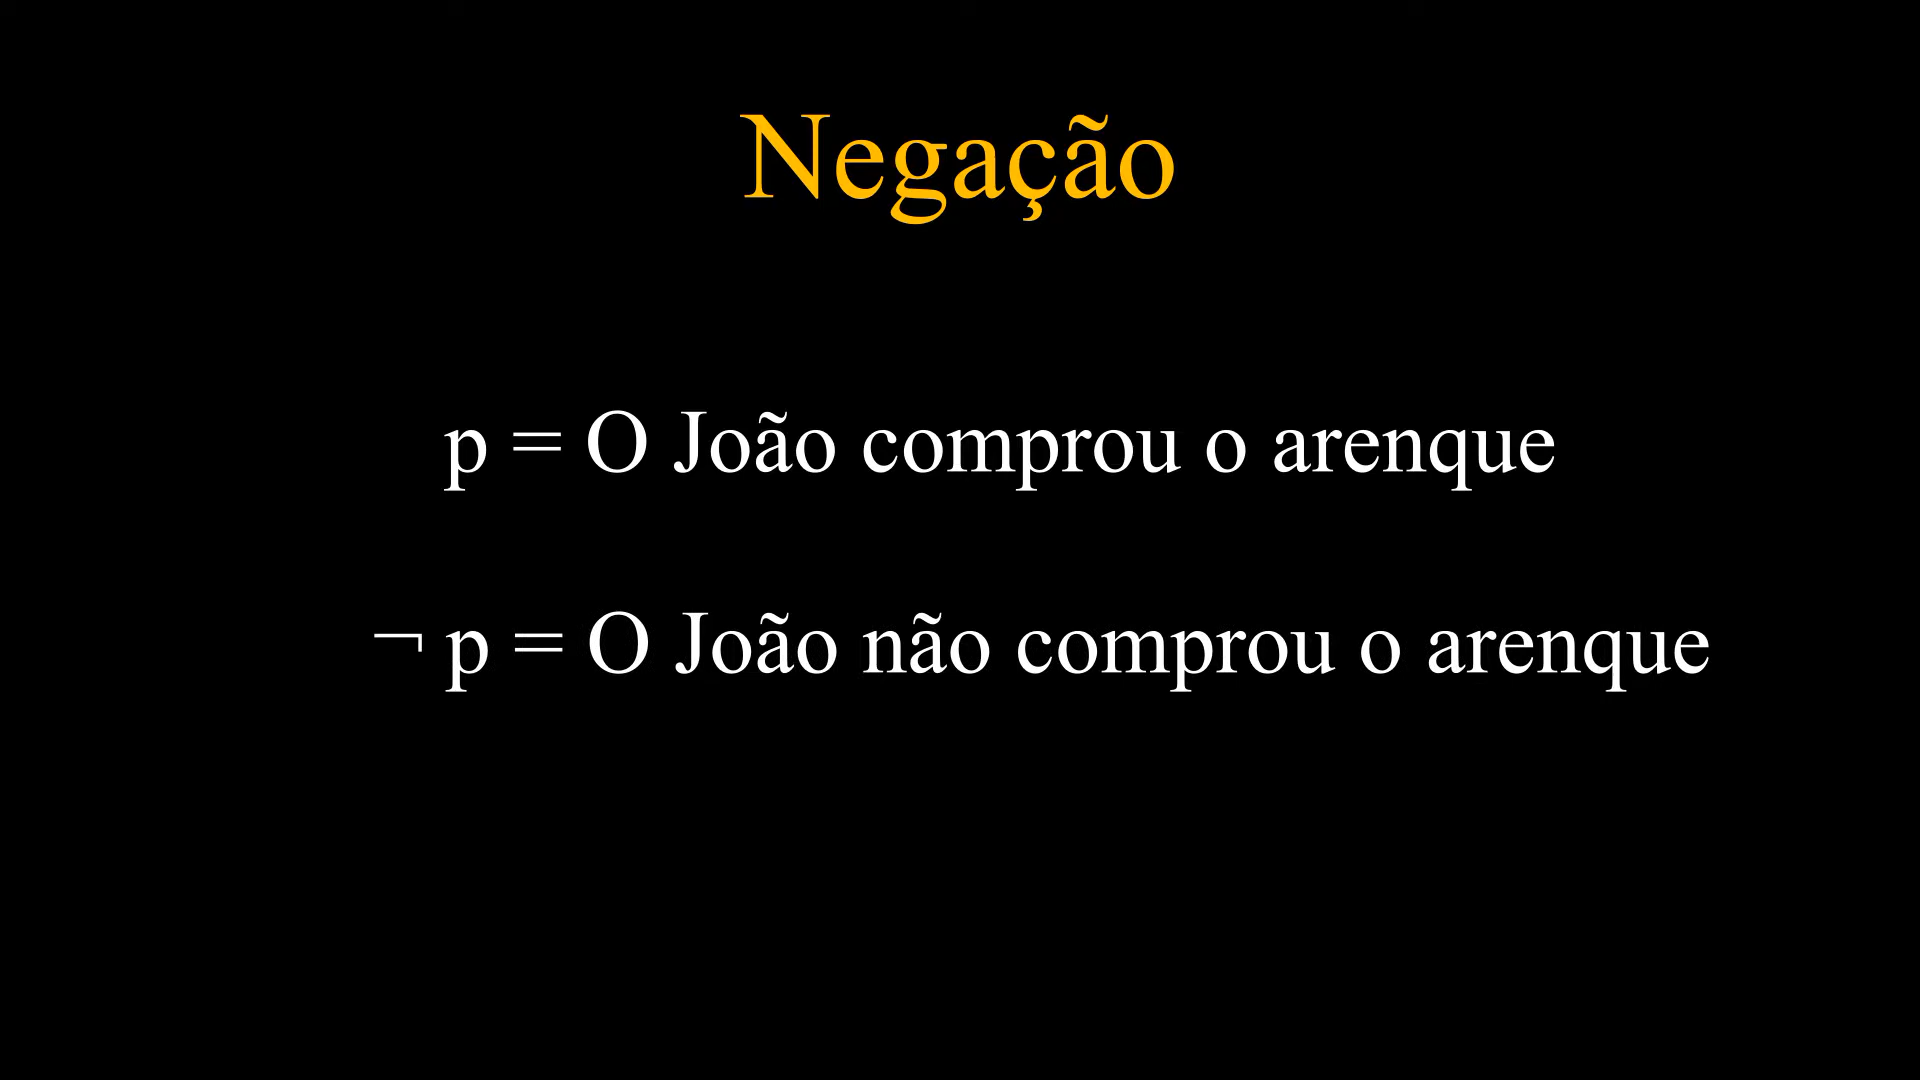 Negação
p = O João comprou o arenque
¬ p = O João não comprou o arenque